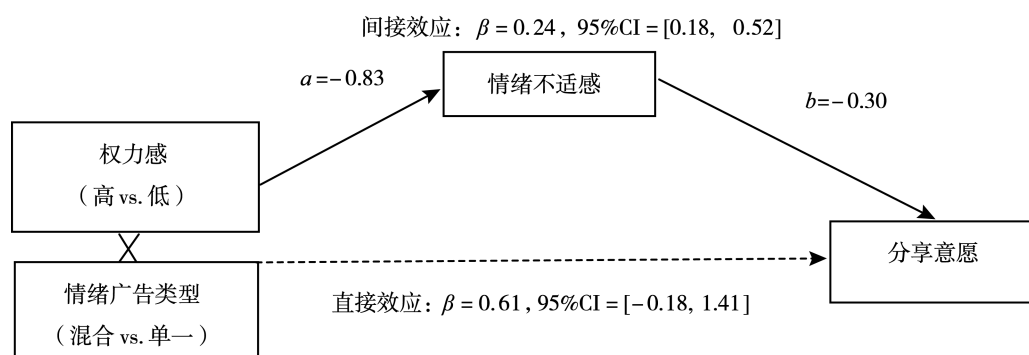 间接效应：β = 0.24，95%CI = [0.18, 0.52]
a=−0.83
情绪不适感
b=−0.30
权力感
（高 vs. 低）
分享意愿
情绪广告类型
（混合 vs. 单一）
直接效应：β = 0.61, 95%CI = [−0.18, 1.41]